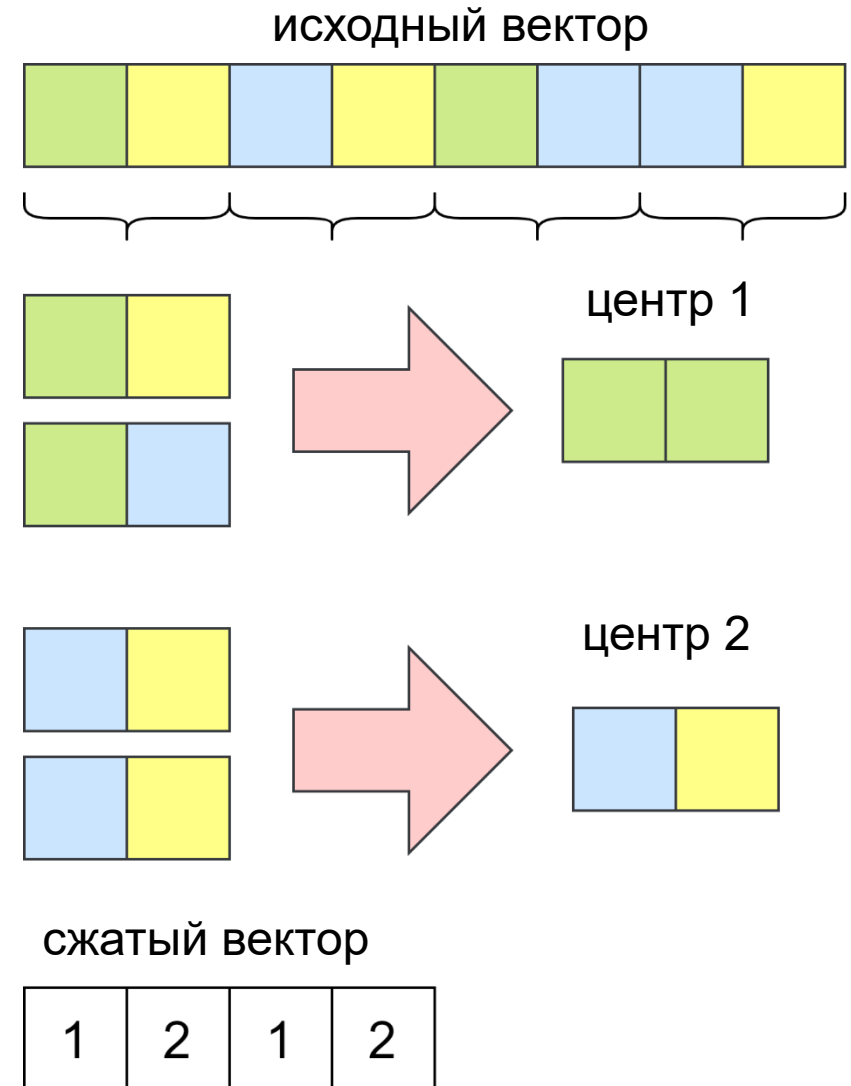 исходный вектор
центр 1
центр 2
сжатый вектор
1 2 1 2